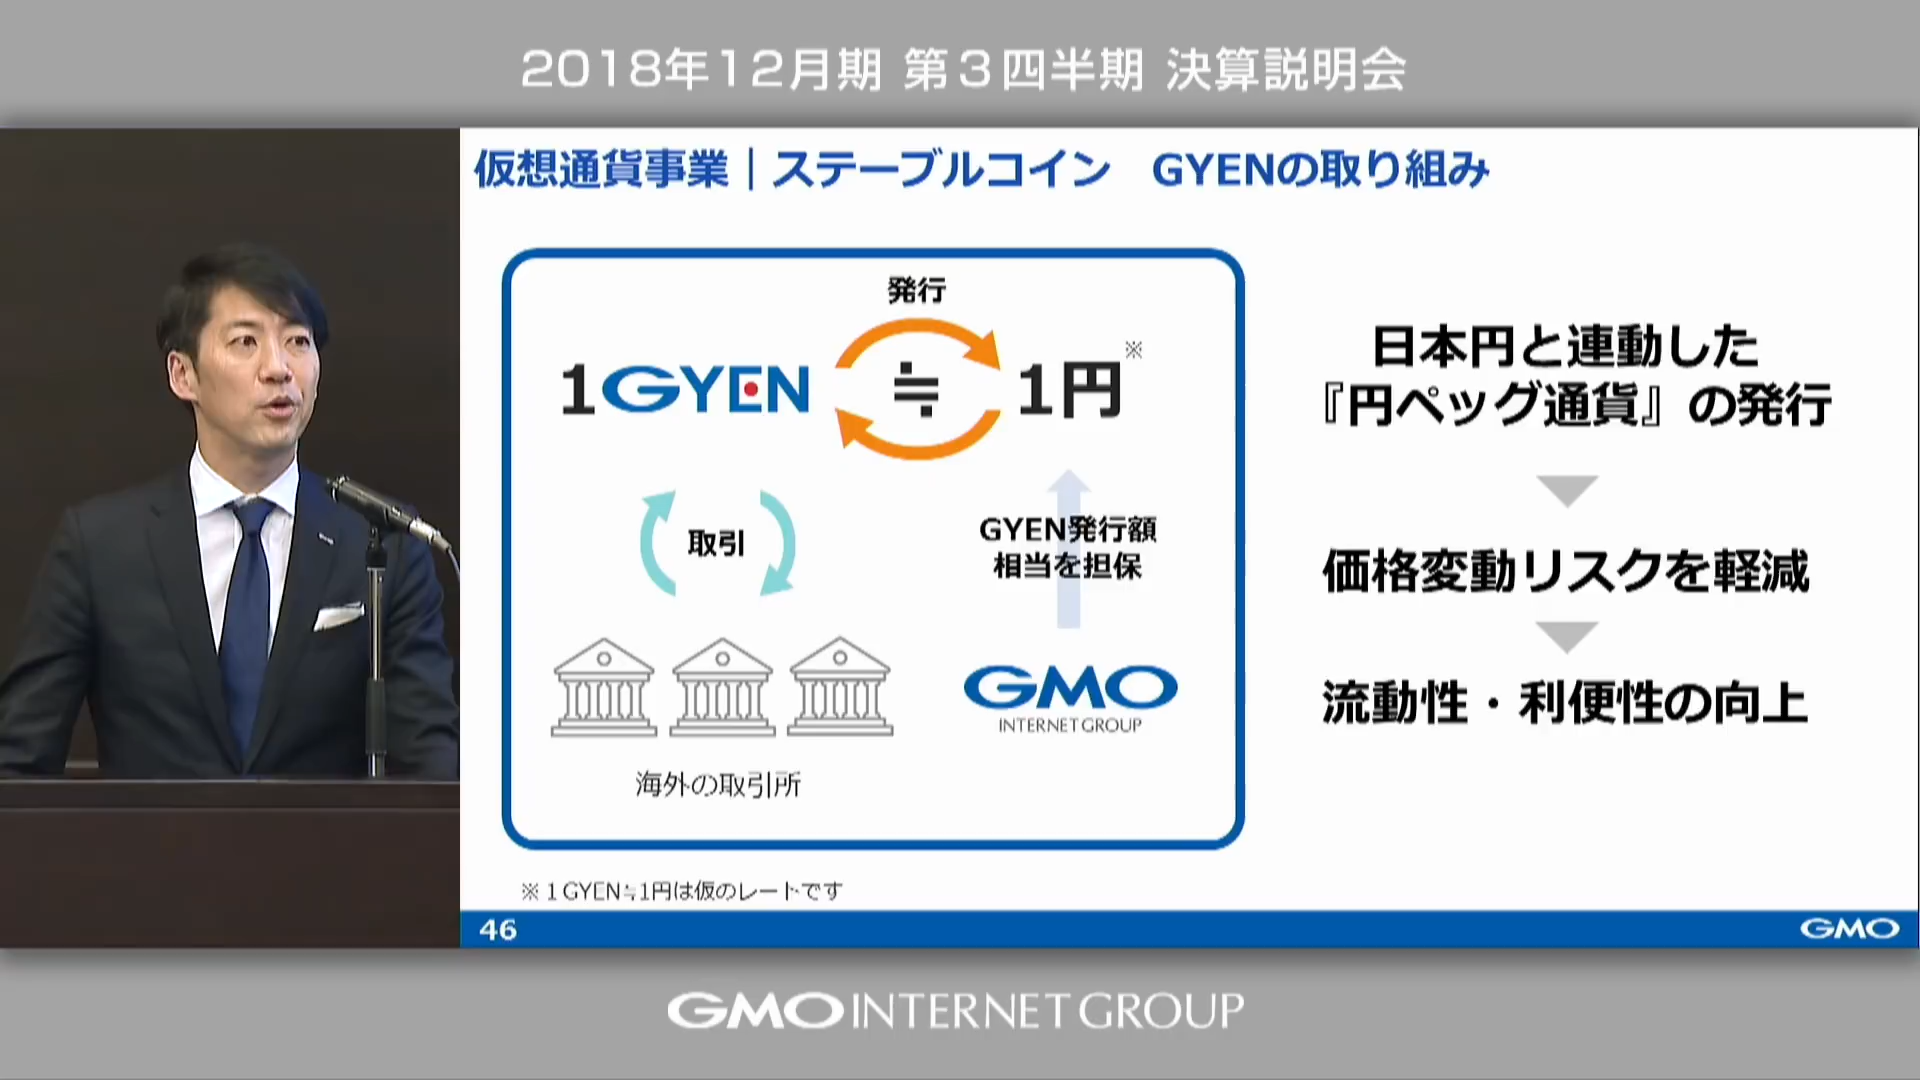 2018年12月期 第3四半期 決算説明会
仮想通貨事業｜ステーブルコイン　GYENの取り組み
発行
1 GYEN ≒ 1円※
取引
GYEN発行額
相当を担保
GMO
INTERNET GROUP
海外の取引所
※１GYEN≒1円は仮のレートです
日本円と連動した
『円ペッグ通貨』の発行
価格変動リスクを軽減
流動性・利便性の向上
46
GMO
GMO INTERNET GROUP